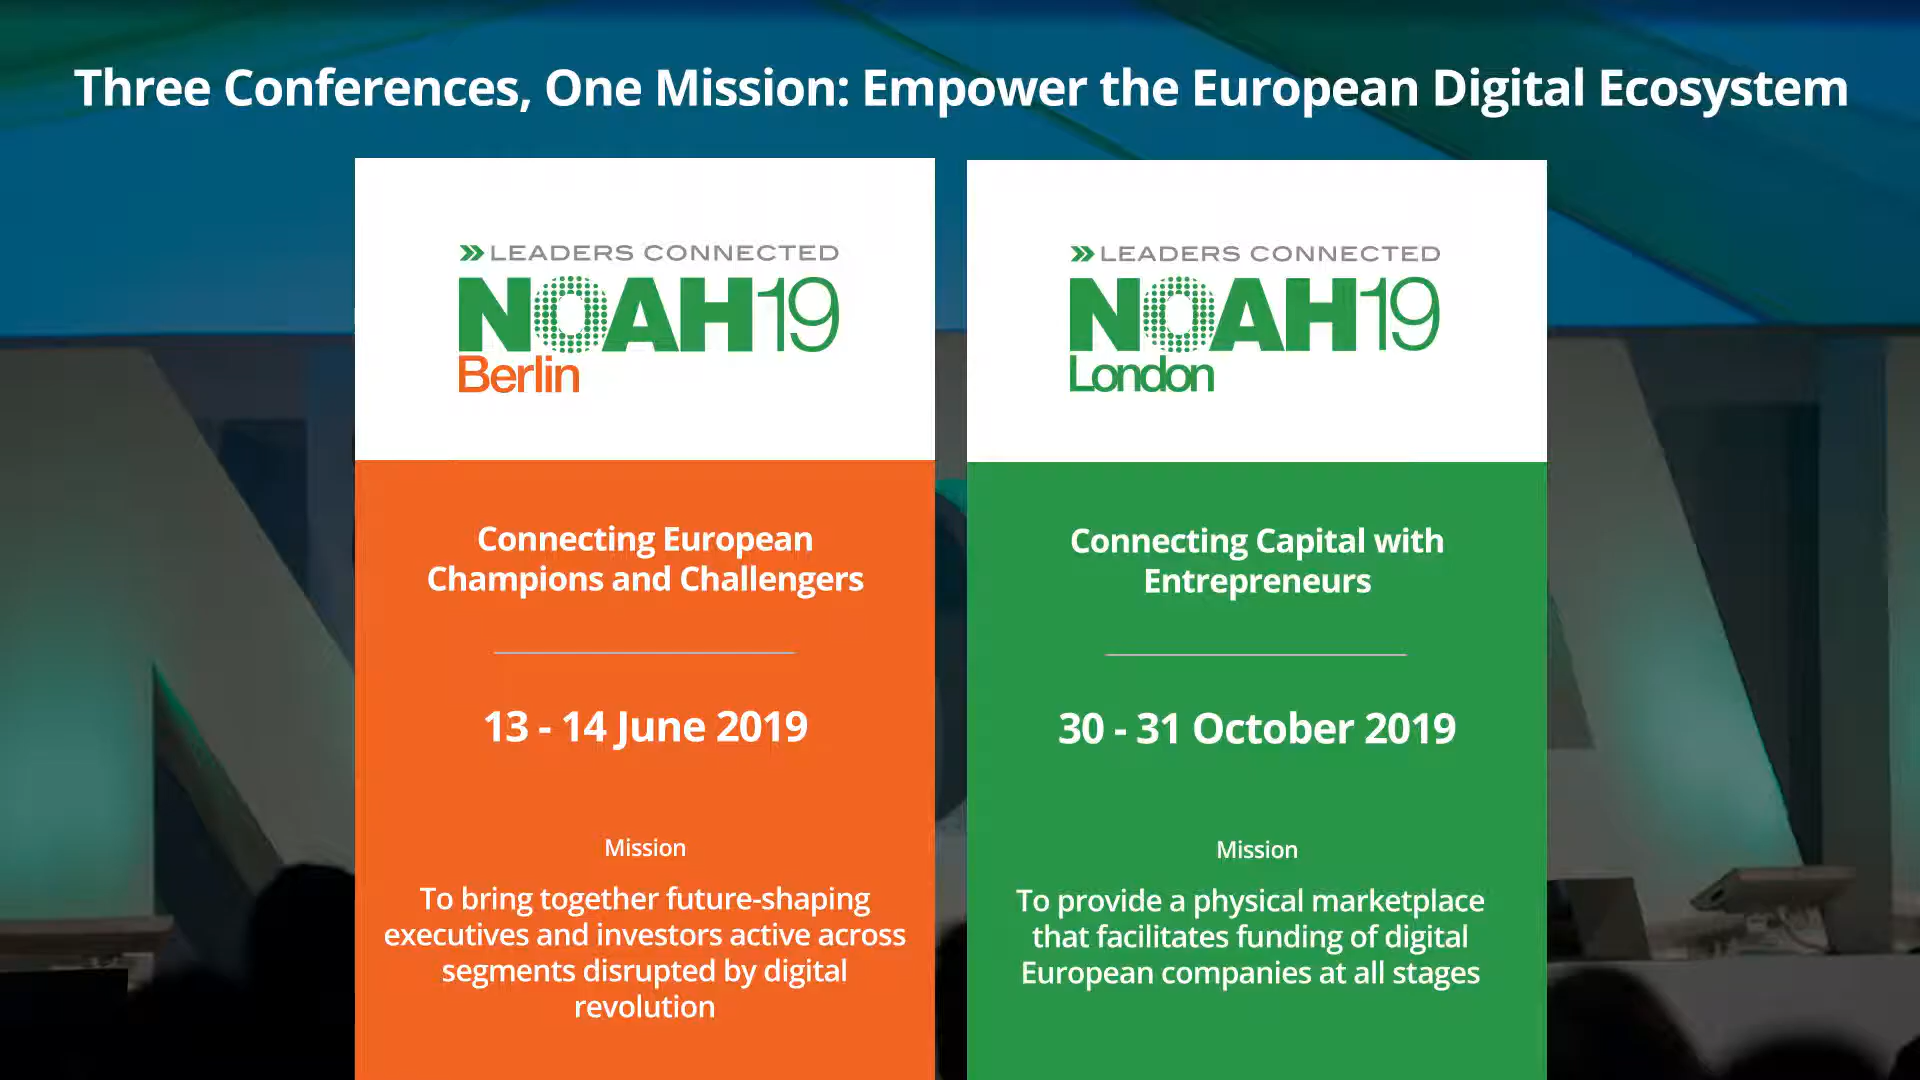 Three Conferences, One Mission: Empower the European Digital Ecosystem
LEADERS CONNECTED
NOAH19
Berlin
Connecting European
Champions and Challengers
13 - 14 June 2019
Mission
To bring together future-shaping
executives and investors active across
segments disrupted by digital
revolution
LEADERS CONNECTED
NOAH19
London
Connecting Capital with
Entrepreneurs
30 - 31 October 2019
Mission
To provide a physical marketplace
that facilitates funding of digital
European companies at all stages